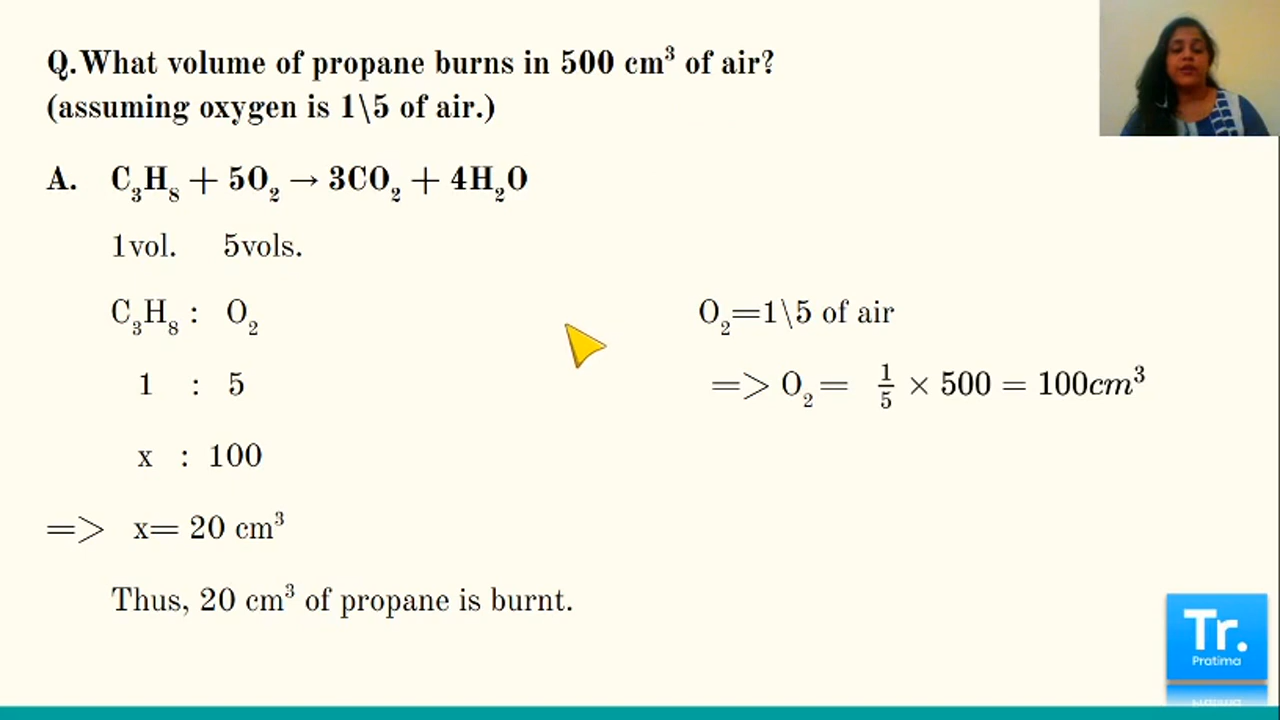 Q.What volume of propane burns in 500 cm³ of air?
(assuming oxygen is 1\5 of air.)
A. C₃H₈ + 5O₂ → 3CO₂ + 4H₂O
1vol. 5vols.
C₃H₈ : O₂
O₂=1\5 of air
1 : 5
=> O₂= 1/5 × 500 = 100cm³
x : 100
=> x= 20 cm³
Thus, 20 cm³ of propane is burnt.
Tr.
Pratima